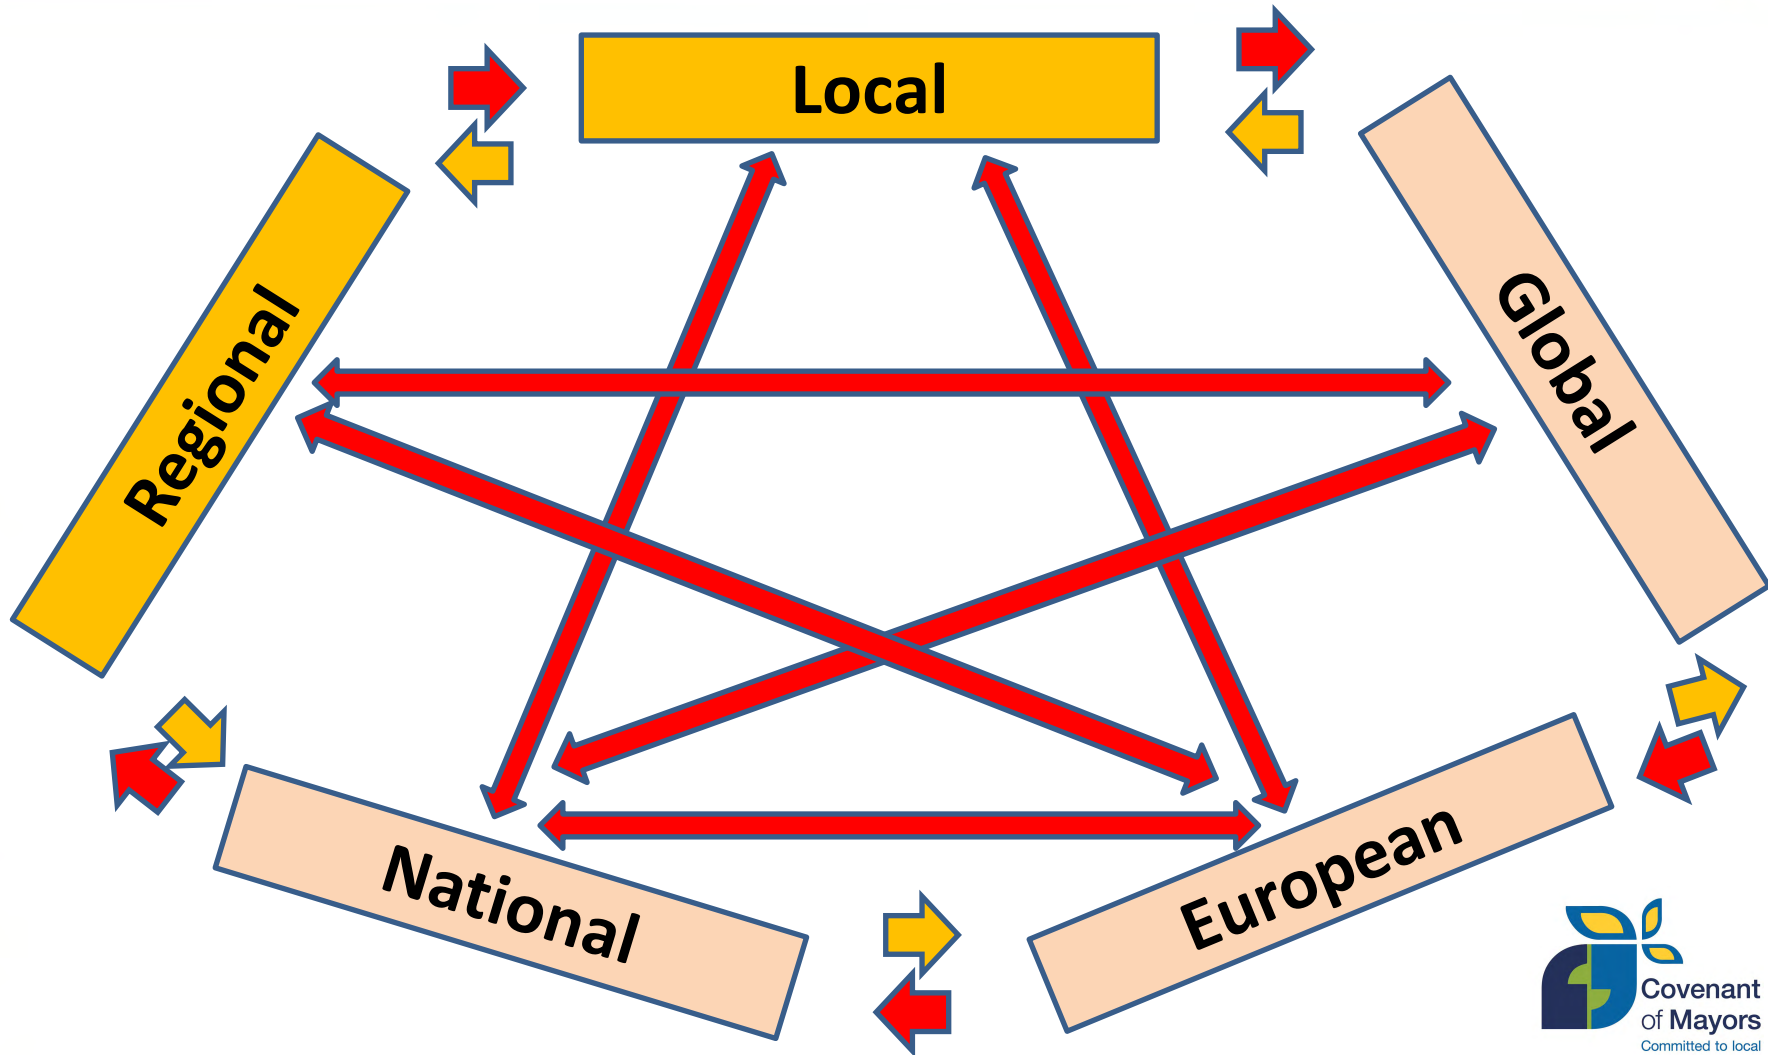 Local
Regional
Global
National
European
Covenant
of Mayors
Committed to local